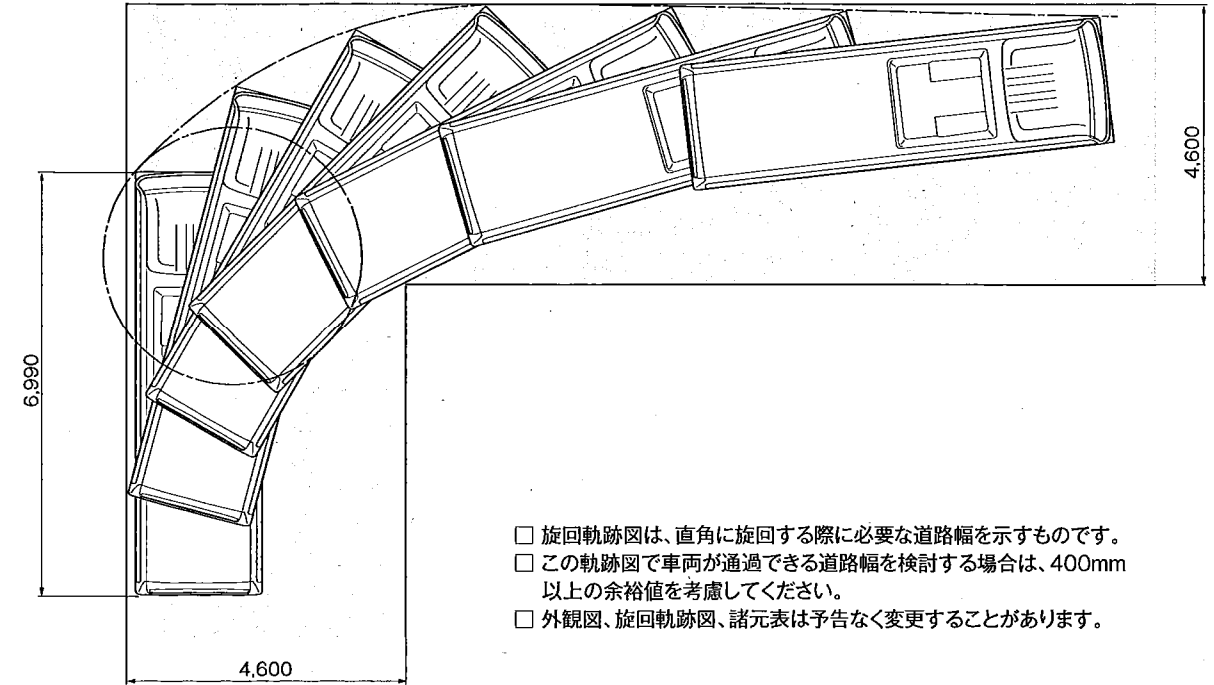 4,600
6,990
□ 旋回軌跡図は、直角に旋回する際に必要な道路幅を示すものです。
□ この軌跡図で車両が通過できる道路幅を検討する場合は、400mm
以上の余裕値を考慮してください。
□ 外観図、旋回軌跡図、諸元表は予告なく変更することがあります。
4,600